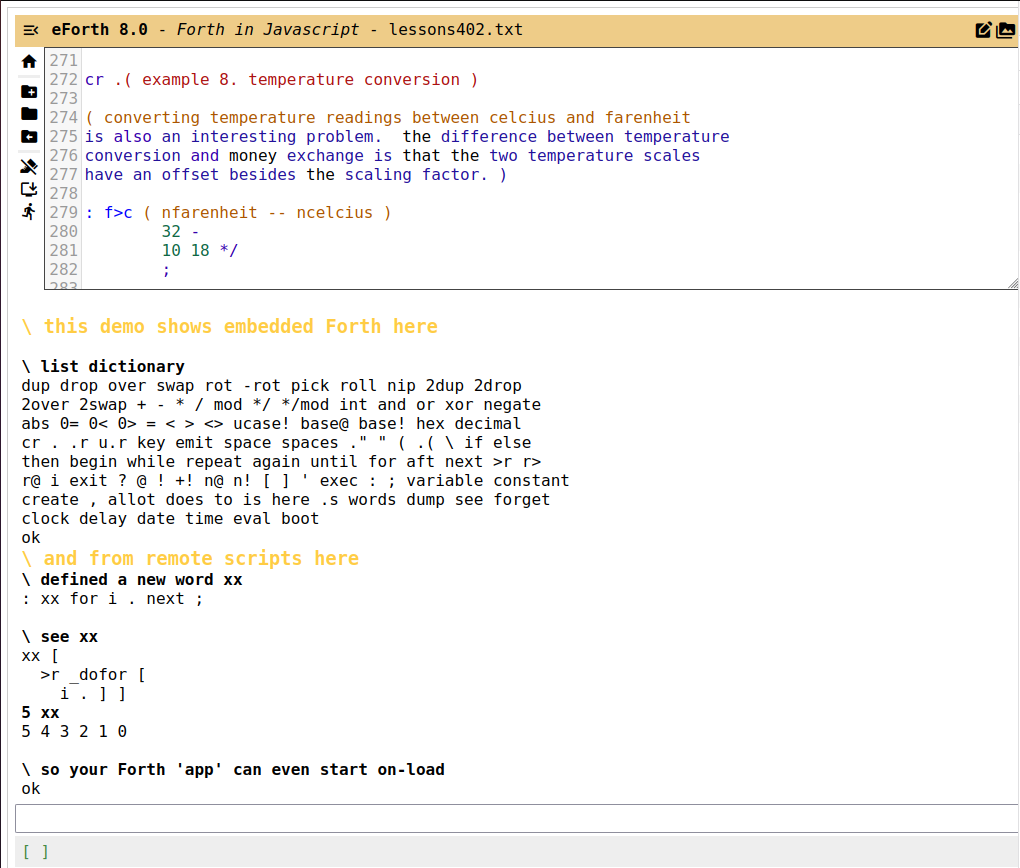 eForth 8.0 - Forth in Javascript - lessons402.txt
271
272 cr .( example 8. temperature conversion )
273
274 ( converting temperature readings between celcius and farenheit
275 is also an interesting problem.  the difference between temperature
276 conversion and money exchange is that the two temperature scales
277 have an offset besides the scaling factor. )
278
279 : f>c ( nfarenheit -- ncelcius )
280         32 -
281         10 18 */
282         ;
283
\ this demo shows embedded Forth here
\ list dictionary
dup drop over swap rot -rot pick roll nip 2dup 2drop
2over 2swap + - * / mod */ */mod int and or xor negate
abs 0= 0< 0> = < > <> ucase! base@ base! hex decimal
cr . .r u.r key emit space spaces ." " ( .( \ if else
then begin while repeat again until for aft next >r r>
r@ i exit ? @ ! +! n@ n! [ ] ' exec : ; variable constant
create , allot does to is here .s words dump see forget
clock delay date time eval boot
ok
\ and from remote scripts here
\ defined a new word xx
: xx for i . next ;
\ see xx
xx [
  >r _dofor [
    i . ] ]
5 xx
5 4 3 2 1 0
\ so your Forth 'app' can even start on-load
ok
[ ]